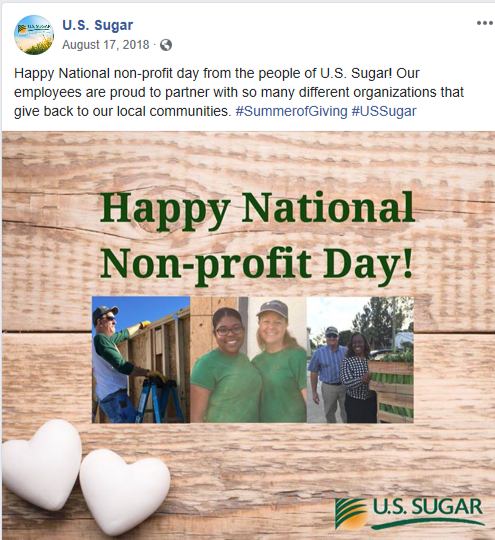 U.S. SUGAR
U.S. Sugar
August 17, 2018 ·
Happy National non-profit day from the people of U.S. Sugar! Our
employees are proud to partner with so many different organizations that
give back to our local communities. #SummerofGiving #USSugar
Happy National
Non-profit Day!
U.S. SUGAR